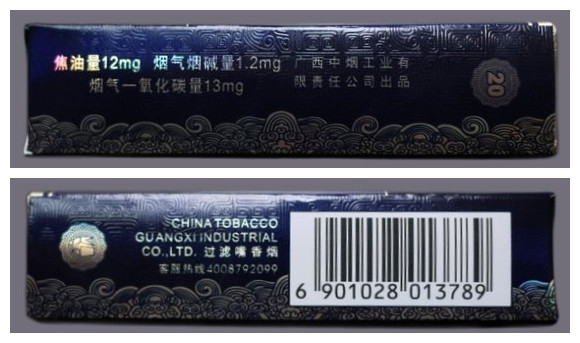 焦油量12mg 烟气烟碱量1.2mg
烟气一氧化碳量13mg
广西中烟工业有
限责任公司出品
20
CHINA TOBACCO
GUANGXI INDUSTRIAL
CO.,LTD. 过滤嘴香烟
客服热线4008792099
6 901028 013789